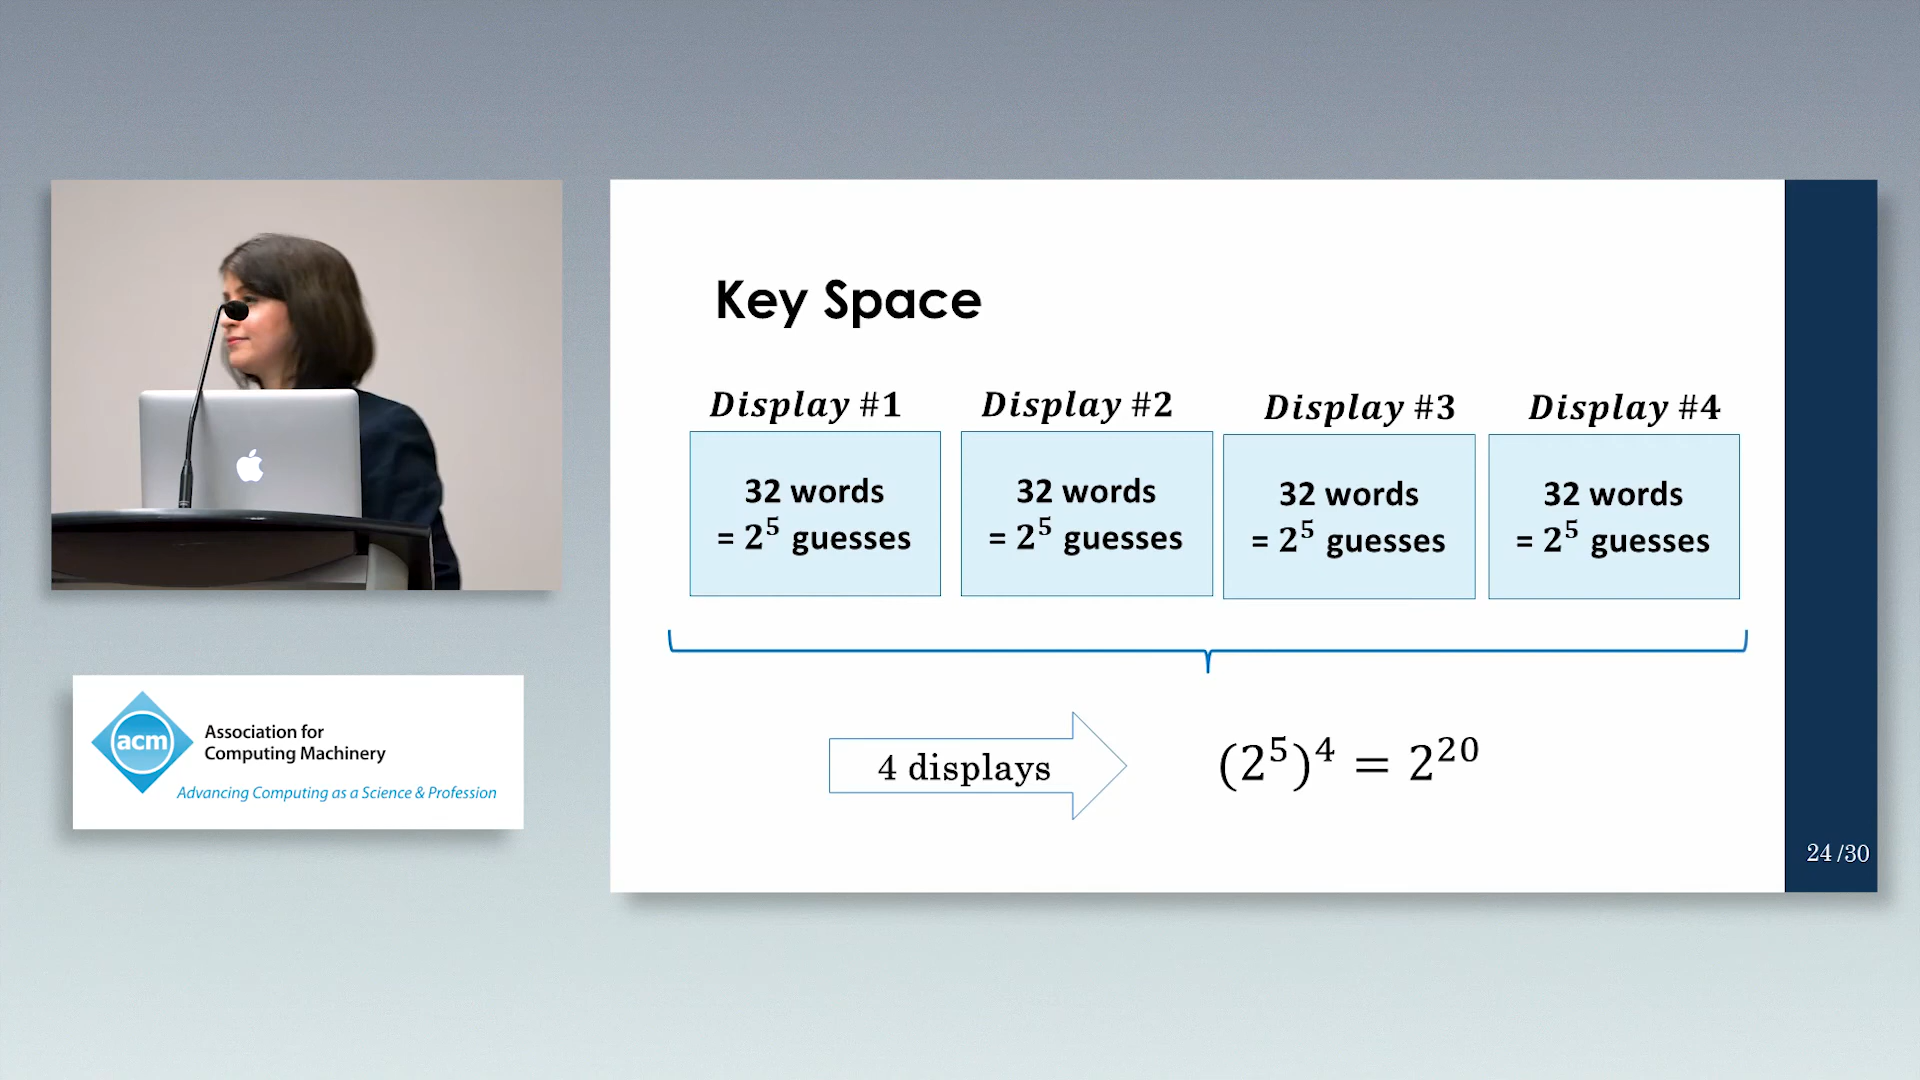 Key Space
Display #1
Display #2
Display #3
Display #4
32 words
= 2⁵ guesses
32 words
= 2⁵ guesses
32 words
= 2⁵ guesses
32 words
= 2⁵ guesses
4 displays
(2⁵)⁴ = 2²⁰
24/30
acm
Association for
Computing Machinery
Advancing Computing as a Science & Profession